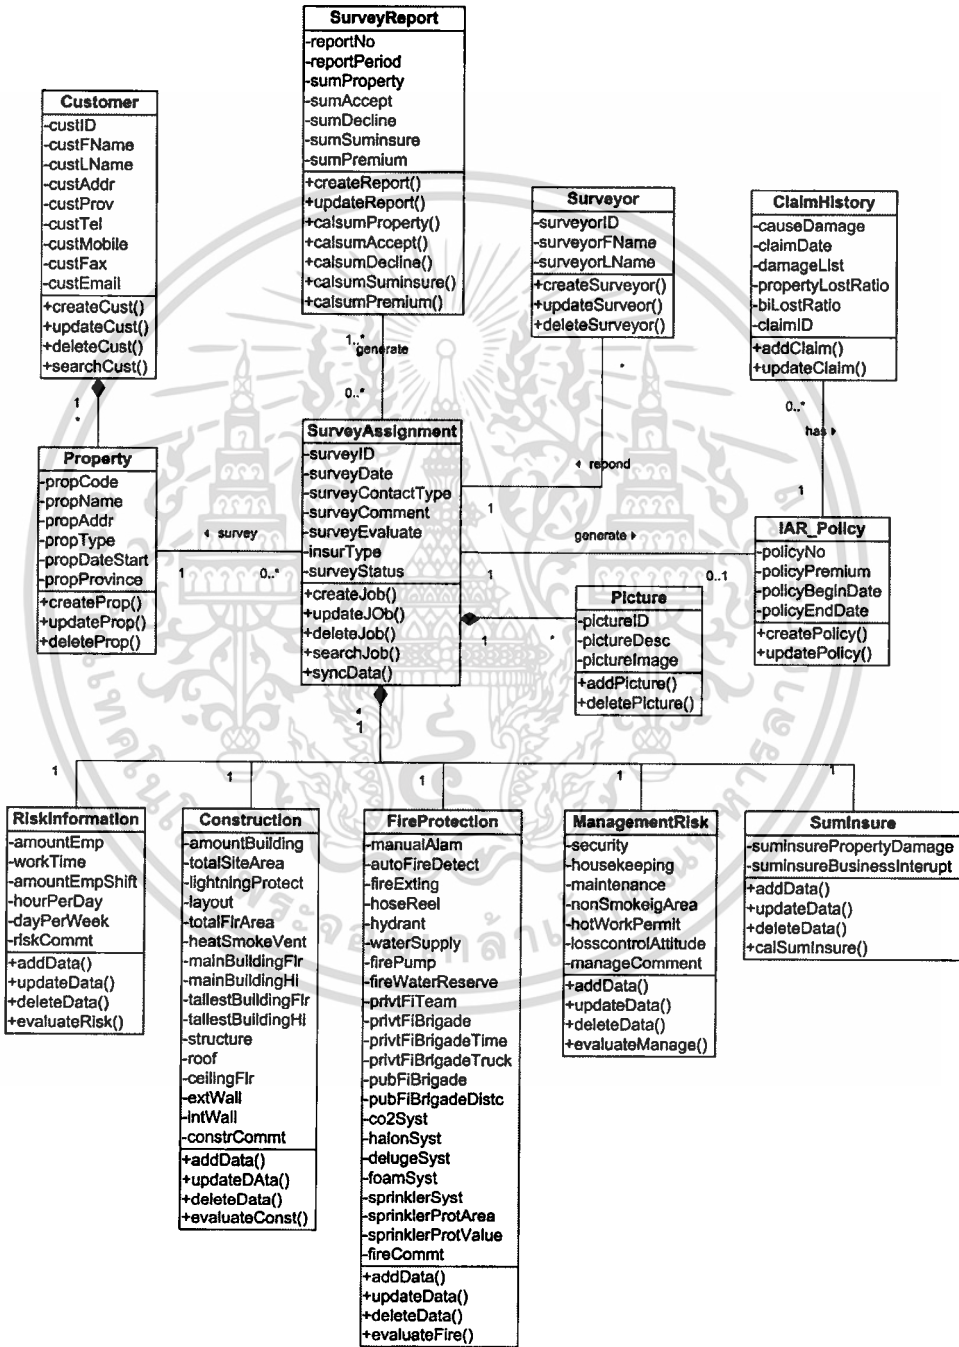 SurveyReport
-reportNo
-reportPeriod
-sumProperty
-sumAccept
-sumDecline
-sumSuminsure
-sumPremium
+createReport()
+updateReport()
+calsumProperty()
+calsumAccept()
+calsumDecline()
+calsumSuminsure()
+calsumPremium()
Customer
-custID
-custFName
-custLName
-custAddr
-custProv
-custTel
-custMobile
-custFax
-custEmail
+createCust()
+updateCust()
+deleteCust()
+searchCust()
Surveyor
-surveyorID
-surveyorFName
-surveyorLName
+createSurveyor()
+updateSurveor()
+deleteSurveyor()
ClaimHistory
-causeDamage
-claimDate
-damageList
-propertyLostRatio
-biLostRatio
-claimID
+addClaim()
+updateClaim()
1..*
generate
0..*
1
*
*
0..*
has
1
repond
1
Property
-propCode
-propName
-propAddr
-propType
-propDateStart
-propProvince
+createProp()
+updateProp()
+deleteProp()
survey
1
0..*
SurveyAssignment
-surveyID
-surveyDate
-surveyContactType
-surveyComment
-surveyEvaluate
-insurType
-surveyStatus
+createJob()
+updateJOb()
+deleteJob()
+searchJob()
+syncData()
generate
1
0..1
IAR_Policy
-policyNo
-policyPremium
-policyBeginDate
-policyEndDate
+createPolicy()
+updatePolicy()
1
*
Picture
-pictureID
-pictureDesc
-pictureImage
+addPicture()
+deletePicture()
*
1
1
1
1
1
1
RiskInformation
-amountEmp
-workTime
-amountEmpShift
-hourPerDay
-dayPerWeek
-riskCommt
+addData()
+updateData()
+deleteData()
+evaluateRisk()
Construction
-amountBuilding
-totalSiteArea
-lightningProtect
-layout
-totalFlrArea
-heatSmokeVent
-mainBuildingFlr
-mainBuildingHi
-tallestBuildingFlr
-tallestBuildingHi
-structure
-roof
-ceilingFlr
-extWall
-intWall
-constrCommt
+addData()
+updateDAta()
+deleteData()
+evaluateConst()
FireProtection
-manualAlam
-autoFireDetect
-fireExting
-hoseReel
-hydrant
-waterSupply
-firePump
-fireWaterReserve
-privtFiTeam
-privtFiBrigade
-privtFiBrigadeTime
-privtFiBrigadeTruck
-pubFiBrigade
-pubFiBrigadeDistc
-co2Syst
-halonSyst
-delugeSyst
-foamSyst
-sprinklerSyst
-sprinklerProtArea
-sprinklerProtValue
-fireCommt
+addData()
+updateData()
+deleteData()
+evaluateFire()
ManagementRisk
-security
-housekeeping
-maintenance
-nonSmokeigArea
-hotWorkPermit
-losscontrolAttitude
-manageComment
+addData()
+updateData()
+deleteData()
+evaluateManage()
SumInsure
-suminsurePropertyDamage
-suminsureBusinessInterupt
+addData()
+updateData()
+deleteData()
+calSumInsure()